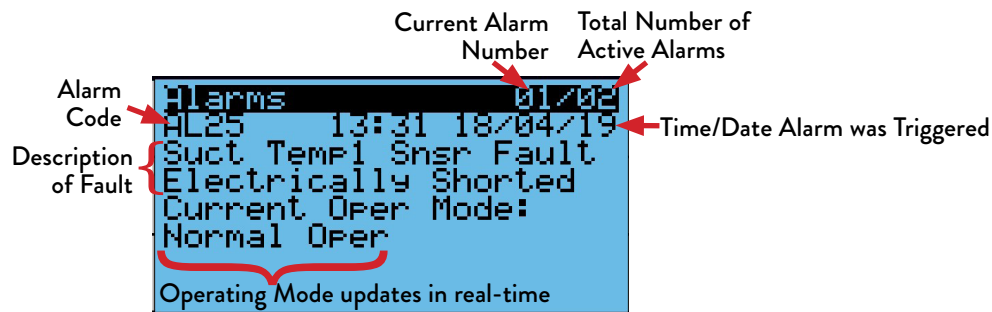 Current Alarm Number
Total Number of Active Alarms
Alarm Code
Alarms 01/02
AL25 13:31 18/04/19
Time/Date Alarm was Triggered
Description of Fault
Suct Temp1 Snsr Fault
Electrically Shorted
Current Oper Mode:
Normal Oper
Operating Mode updates in real-time